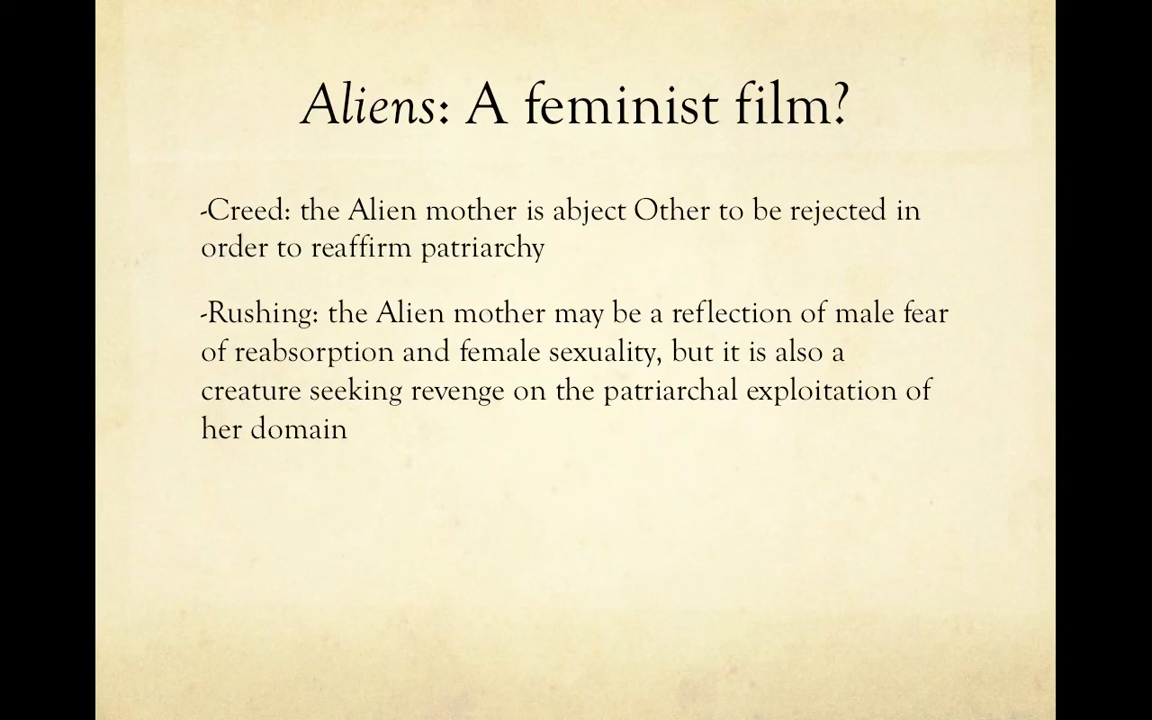 Aliens: A feminist film?
-Creed: the Alien mother is abject Other to be rejected in
order to reaffirm patriarchy
-Rushing: the Alien mother may be a reflection of male fear
of reabsorption and female sexuality, but it is also a
creature seeking revenge on the patriarchal exploitation of
her domain